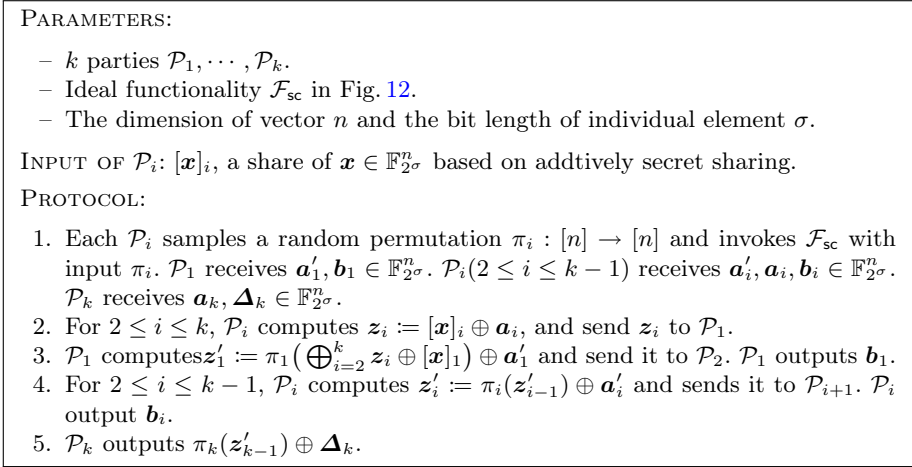 PARAMETERS:
– k parties 𝒫₁, ⋯ , 𝒫ₖ.
– Ideal functionality ℱ_sc in Fig. 12.
– The dimension of vector n and the bit length of individual element σ.
INPUT OF 𝒫ᵢ: [𝒙]ᵢ, a share of 𝒙 ∈ 𝔽ⁿ_{2^σ} based on addtively secret sharing.
PROTOCOL:
1. Each 𝒫ᵢ samples a random permutation πᵢ : [n] → [n] and invokes ℱ_sc with
input πᵢ. 𝒫₁ receives 𝒂′₁, 𝒃₁ ∈ 𝔽ⁿ_{2^σ}. 𝒫ᵢ(2 ≤ i ≤ k − 1) receives 𝒂′ᵢ, 𝒂ᵢ, 𝒃ᵢ ∈ 𝔽ⁿ_{2^σ}.
𝒫ₖ receives 𝒂ₖ, 𝜟ₖ ∈ 𝔽ⁿ_{2^σ}.
2. For 2 ≤ i ≤ k, 𝒫ᵢ computes 𝒛ᵢ ≔ [𝒙]ᵢ ⊕ 𝒂ᵢ, and send 𝒛ᵢ to 𝒫₁.
3. 𝒫₁ computes𝒛′₁ ≔ π₁(⨁ᵏᵢ₌₂ 𝒛ᵢ ⊕ [𝒙]₁) ⊕ 𝒂′₁ and send it to 𝒫₂. 𝒫₁ outputs 𝒃₁.
4. For 2 ≤ i ≤ k − 1, 𝒫ᵢ computes 𝒛′ᵢ ≔ πᵢ(𝒛′ᵢ₋₁) ⊕ 𝒂′ᵢ and sends it to 𝒫ᵢ₊₁. 𝒫ᵢ
output 𝒃ᵢ.
5. 𝒫ₖ outputs πₖ(𝒛′ₖ₋₁) ⊕ 𝜟ₖ.